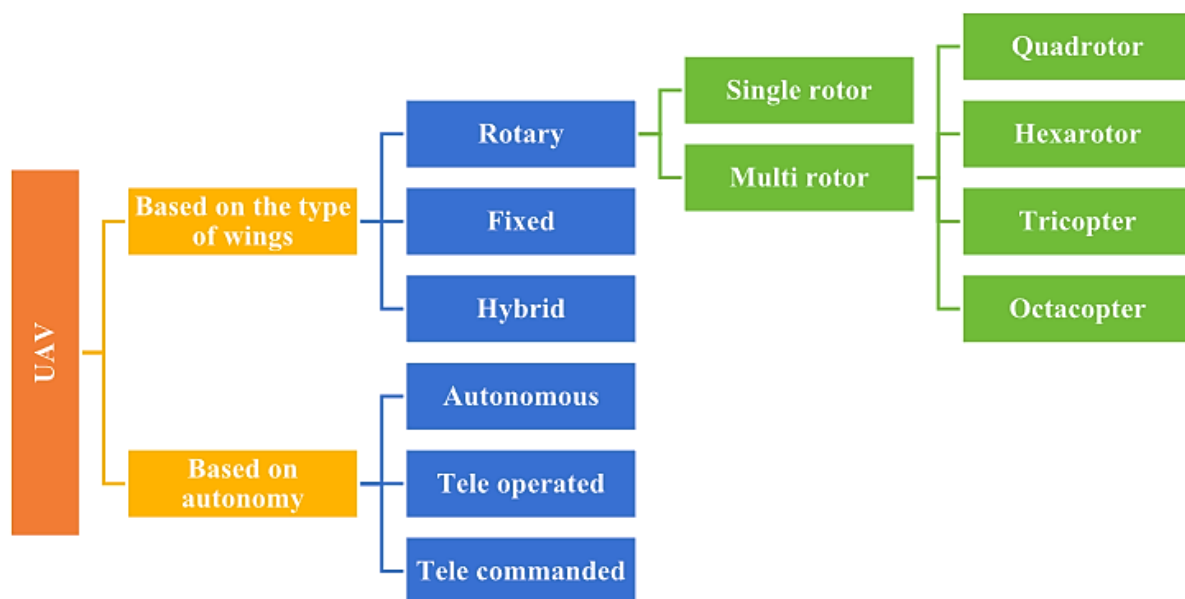 UAV
Based on the type
of wings
Rotary
Single rotor
Multi rotor
Quadrotor
Hexarotor
Tricopter
Octacopter
Fixed
Hybrid
Based on
autonomy
Autonomous
Tele operated
Tele commanded